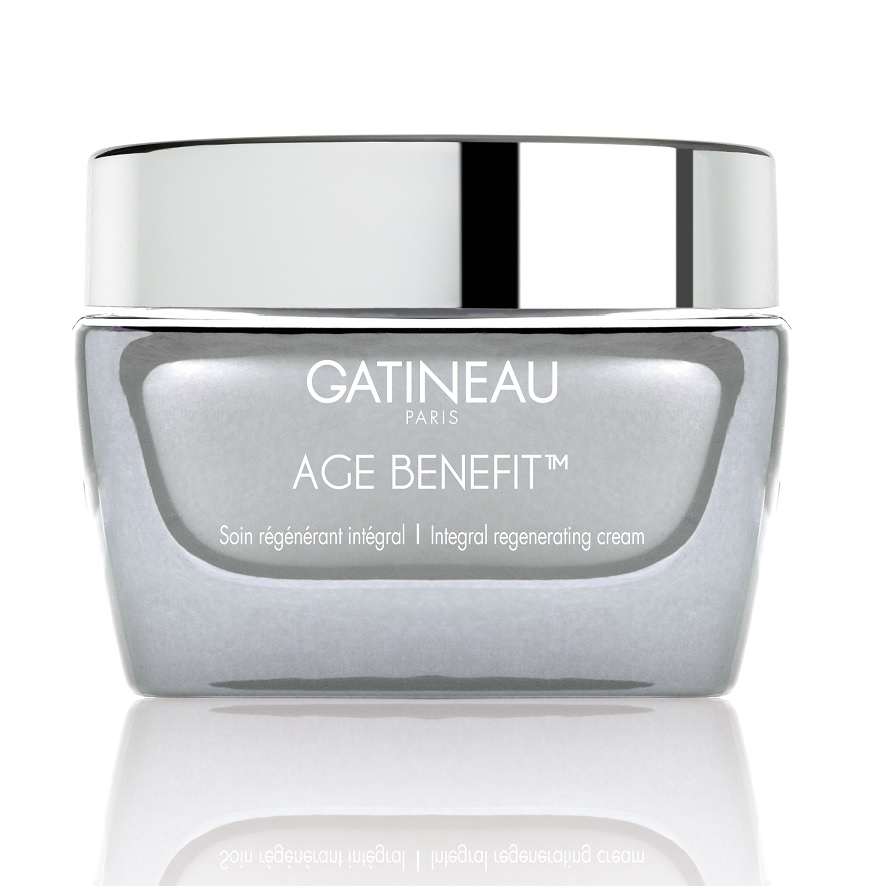 GATINEAU
PARIS
AGE BENEFIT™
Soin régénérant intégral | Integral regenerating cream